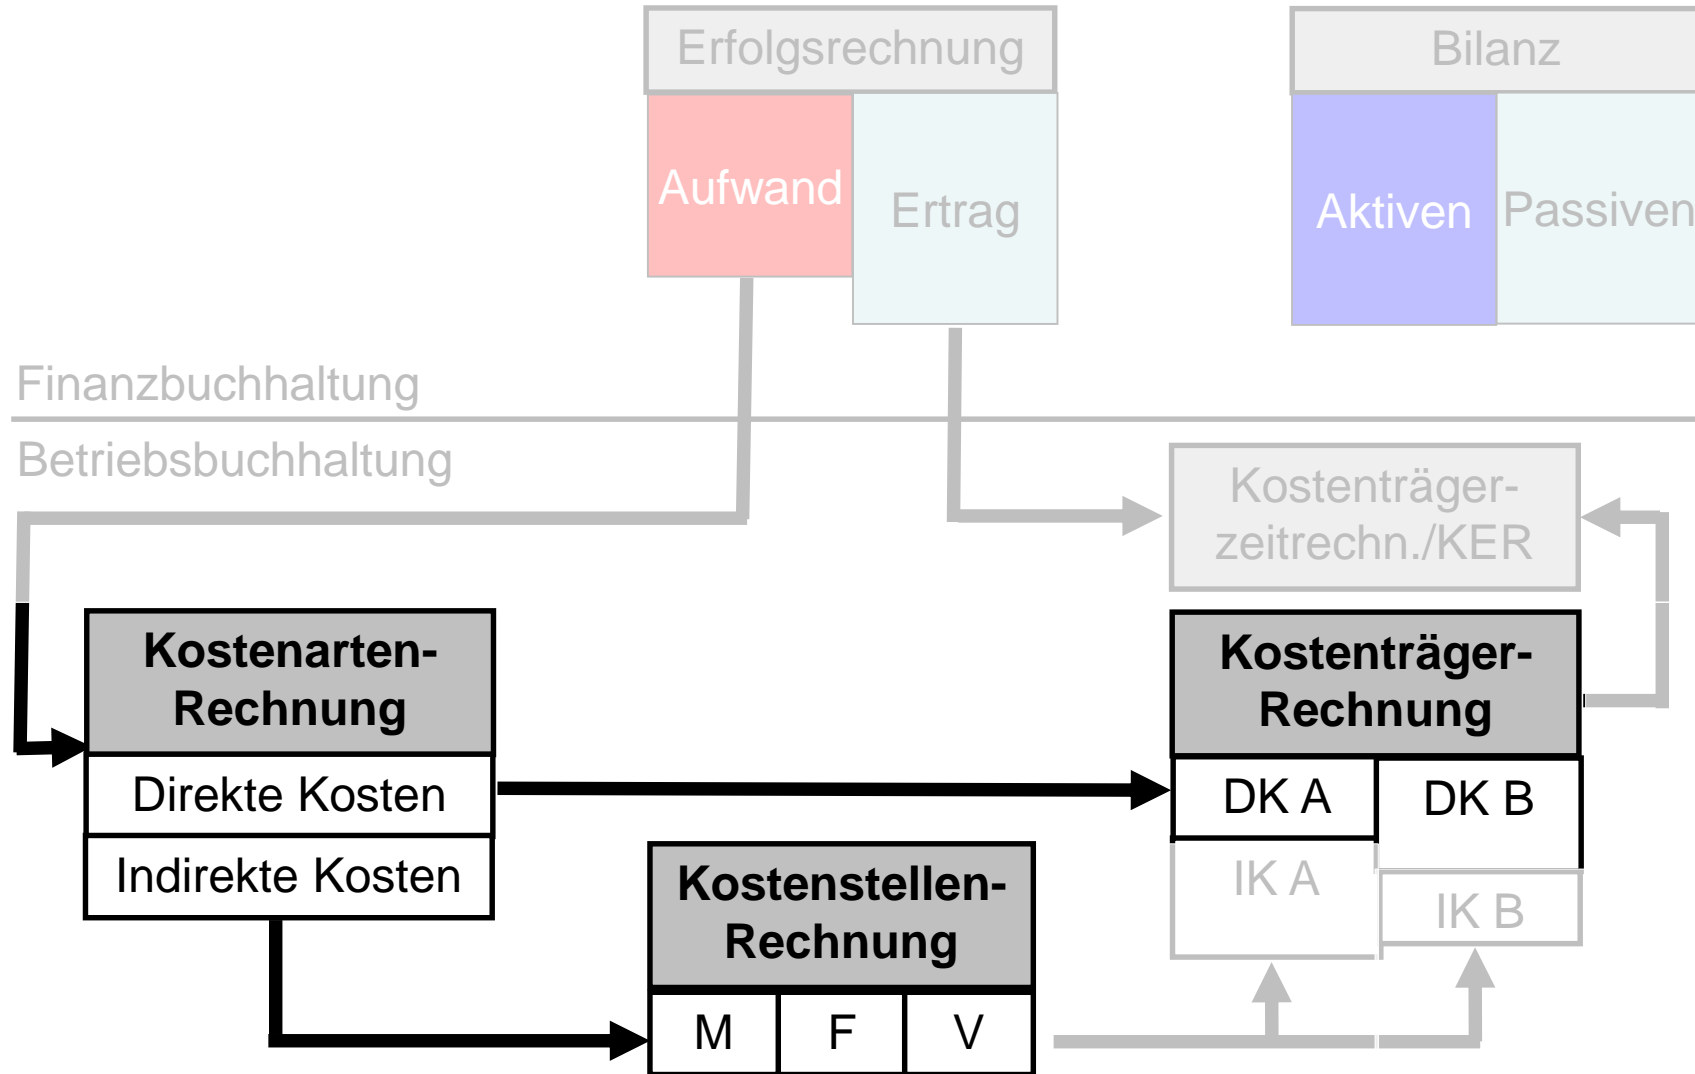 Erfolgsrechnung
Bilanz
Aufwand
Ertrag
Aktiven
Passiven
Finanzbuchhaltung
Betriebsbuchhaltung
Kostenträger-
zeitrechn./KER
Kostenarten-
Rechnung
Kostenträger-
Rechnung
Direkte Kosten
DK A
DK B
Indirekte Kosten
IK A
IK B
Kostenstellen-
Rechnung
M
F
V